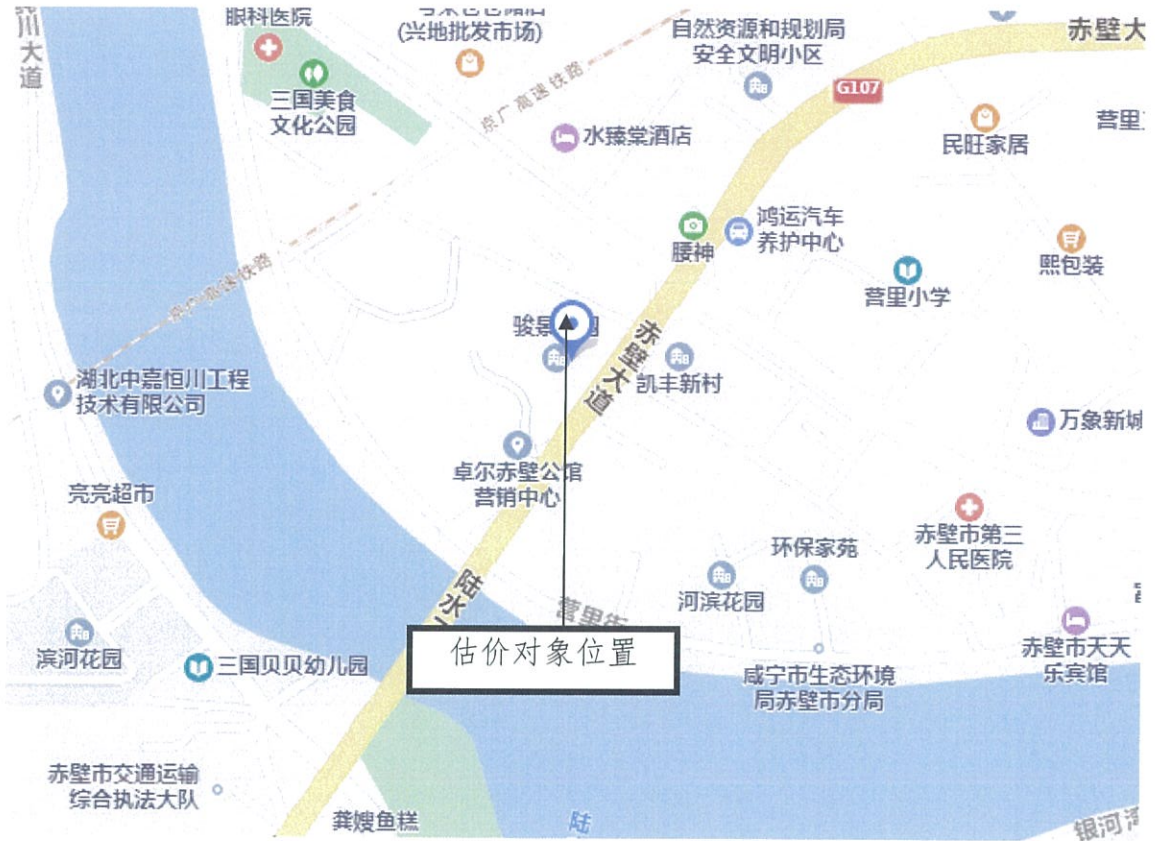 川大道
眼科医院
(兴地批发市场)
三国美食
文化公园
京广高速铁路
自然资源和规划局
安全文明小区
赤壁大
G107
水臻棠酒店
民旺家居
营里
腰神
鸿运汽车
养护中心
营里小学
熙包装
京广高速铁路
骏景
赤壁大道
凯丰新村
湖北中嘉恒川工程
技术有限公司
万象新城
卓尔赤壁公馆
营销中心
亮亮超市
赤壁市第三
人民医院
环保家苑
河滨花园
陆水
营里街
估价对象位置
滨河花园
三国贝贝幼儿园
咸宁市生态环境
局赤壁市分局
赤壁市天天
乐宾馆
赤壁市交通运输
综合执法大队
龚嫂鱼糕
陆
银河湾